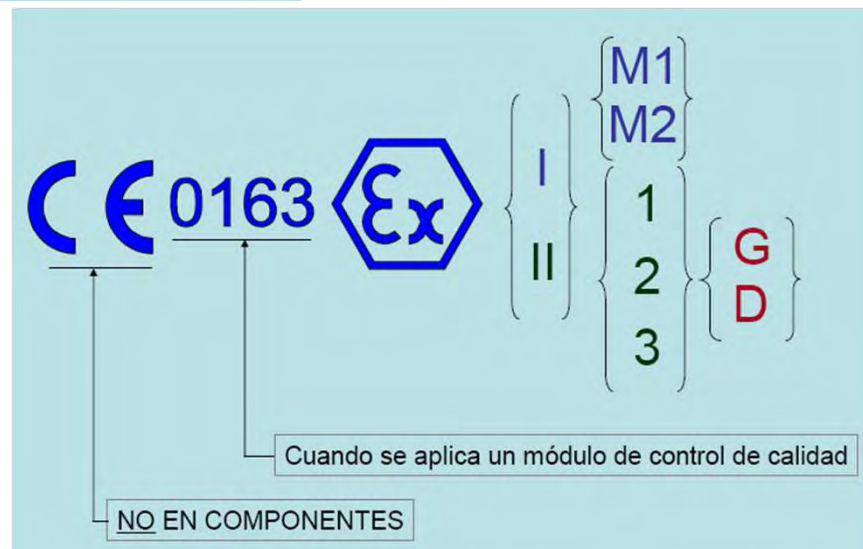 CE 0163 Ex I II M1 M2 1 2 3 G D
Cuando se aplica un módulo de control de calidad
NO EN COMPONENTES